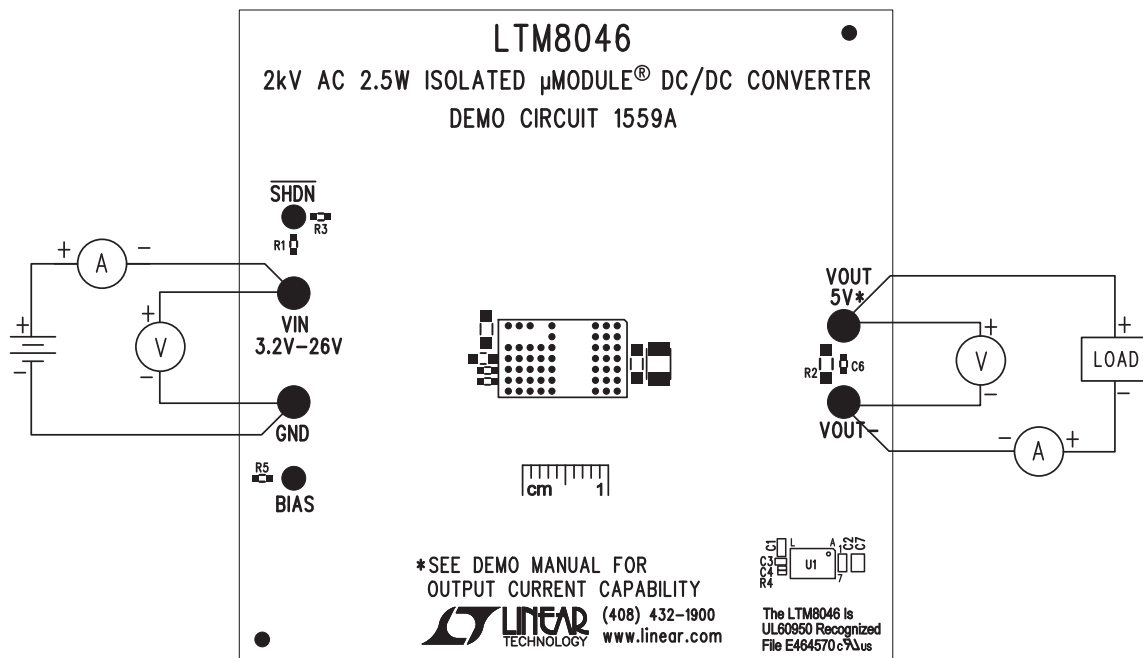 LTM8046
2kV AC 2.5W ISOLATED µMODULE® DC/DC CONVERTER
DEMO CIRCUIT 1559A
SHDN
R3
R1
+ A -
VIN
3.2V-26V
+
V
-
+
-
GND
R5
BIAS
VOUT
5V*
R2
C6
VOUT-
+
V
-
+
LOAD
-
- A +
cm 1
*SEE DEMO MANUAL FOR
OUTPUT CURRENT CAPABILITY
LINEAR
TECHNOLOGY
(408) 432-1900
www.linear.com
C1
L A
1
C2
C7
C3
C4
R4
U1
7
The LTM8046 Is
UL60950 Recognized
File E464570 c us